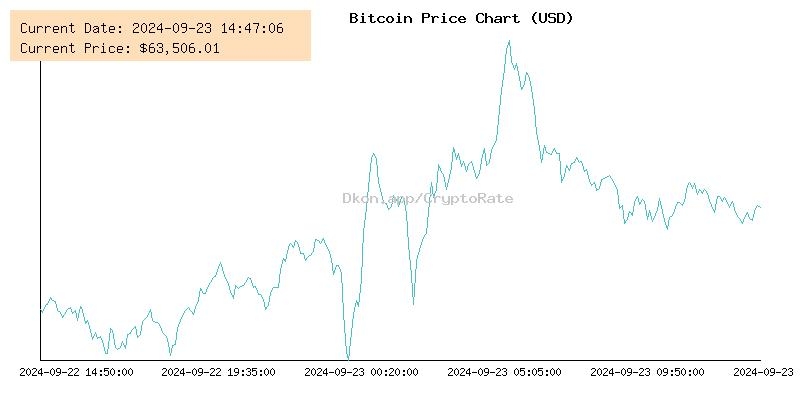 Bitcoin Price Chart (USD)
Current Date: 2024-09-23 14:47:06
Current Price: $63,506.01
Dkon.app/CryptoRate
2024-09-22 14:50:00 2024-09-22 19:35:00 2024-09-23 00:20:00 2024-09-23 05:05:00 2024-09-23 09:50:00 2024-09-23